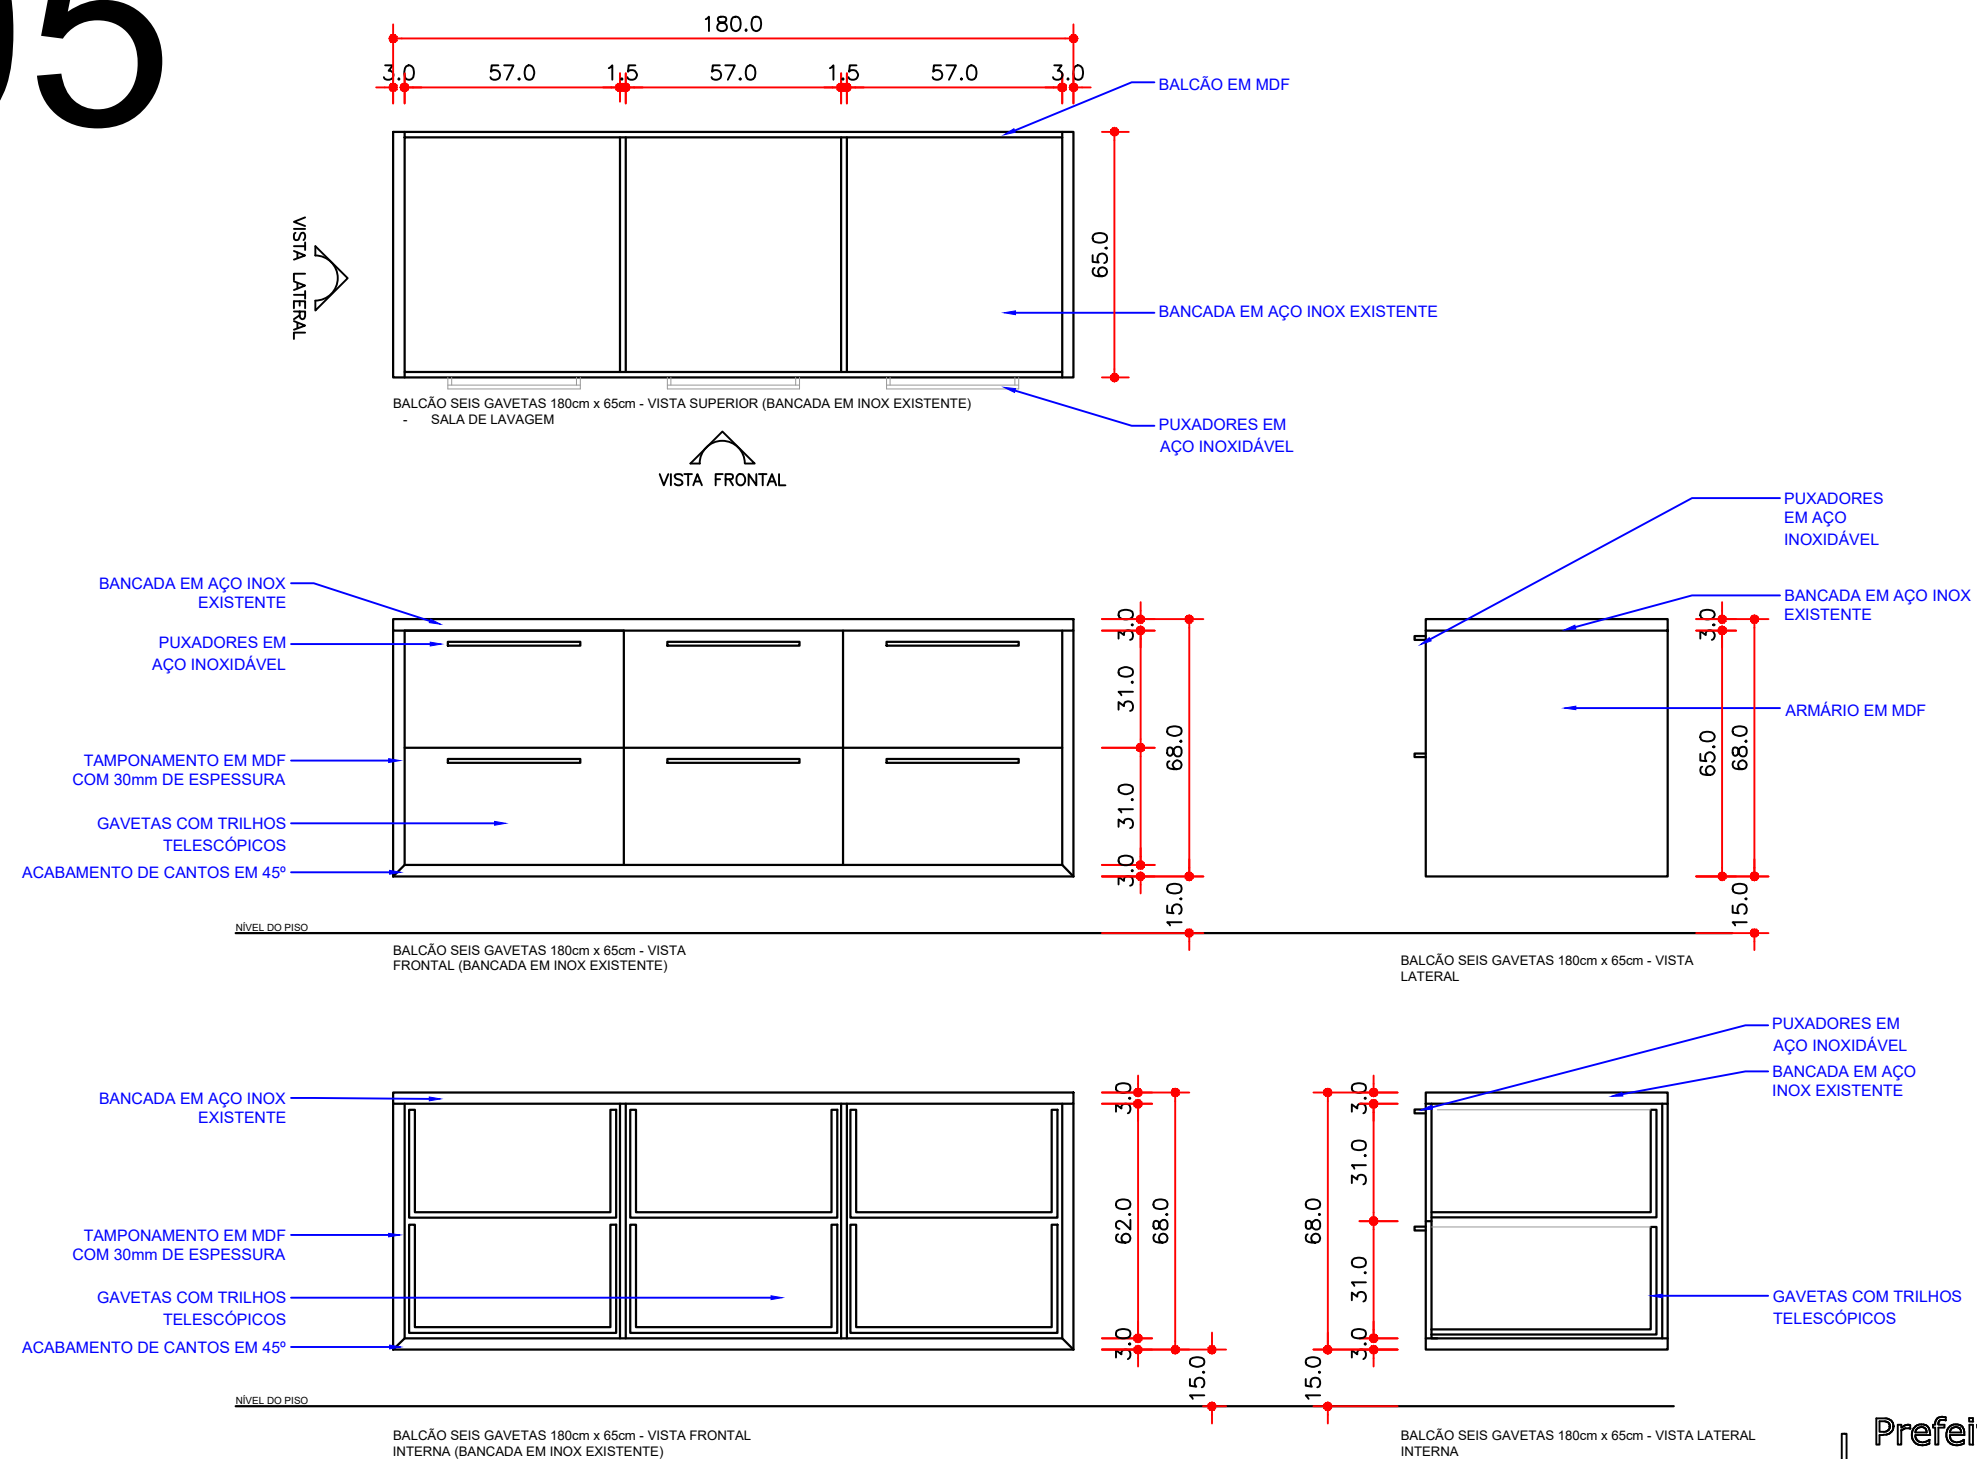 05
180.0
3.0 57.0 1.5 57.0 1.5 57.0 3.0
BALCÃO EM MDF
65.0
VISTA LATERAL
BANCADA EM AÇO INOX EXISTENTE
BALCÃO SEIS GAVETAS 180cm x 65cm - VISTA SUPERIOR (BANCADA EM INOX EXISTENTE)
- SALA DE LAVAGEM
PUXADORES EM
AÇO INOXIDÁVEL
VISTA FRONTAL
BANCADA EM AÇO INOX
EXISTENTE
PUXADORES EM
AÇO INOXIDÁVEL
TAMPONAMENTO EM MDF
COM 30mm DE ESPESSURA
GAVETAS COM TRILHOS
TELESCÓPICOS
ACABAMENTO DE CANTOS EM 45º
3.0
31.0
31.0
3.0
68.0
15.0
NÍVEL DO PISO
BALCÃO SEIS GAVETAS 180cm x 65cm - VISTA
FRONTAL (BANCADA EM INOX EXISTENTE)
PUXADORES
EM AÇO
INOXIDÁVEL
BANCADA EM AÇO INOX
EXISTENTE
ARMÁRIO EM MDF
3.0
65.0
68.0
15.0
BALCÃO SEIS GAVETAS 180cm x 65cm - VISTA
LATERAL
BANCADA EM AÇO INOX
EXISTENTE
TAMPONAMENTO EM MDF
COM 30mm DE ESPESSURA
GAVETAS COM TRILHOS
TELESCÓPICOS
ACABAMENTO DE CANTOS EM 45º
3.0
62.0
3.0
68.0
15.0
NÍVEL DO PISO
BALCÃO SEIS GAVETAS 180cm x 65cm - VISTA FRONTAL
INTERNA (BANCADA EM INOX EXISTENTE)
68.0
15.0
3.0
31.0
31.0
3.0
PUXADORES EM
AÇO INOXIDÁVEL
BANCADA EM AÇO
INOX EXISTENTE
GAVETAS COM TRILHOS
TELESCÓPICOS
BALCÃO SEIS GAVETAS 180cm x 65cm - VISTA LATERAL
INTERNA